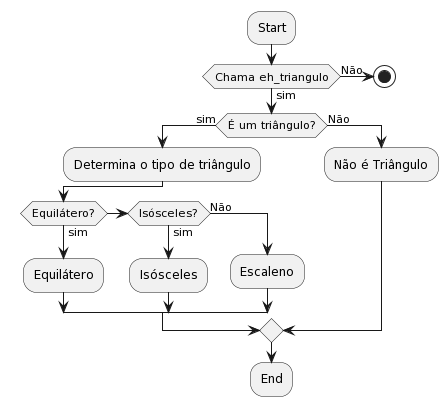 Start
Chama eh_triangulo
Não
sim
sim
É um triângulo?
Não
Determina o tipo de triângulo
Não é Triângulo
Equilátero?
Isósceles?
Não
sim
sim
Equilátero
Isósceles
Escaleno
End